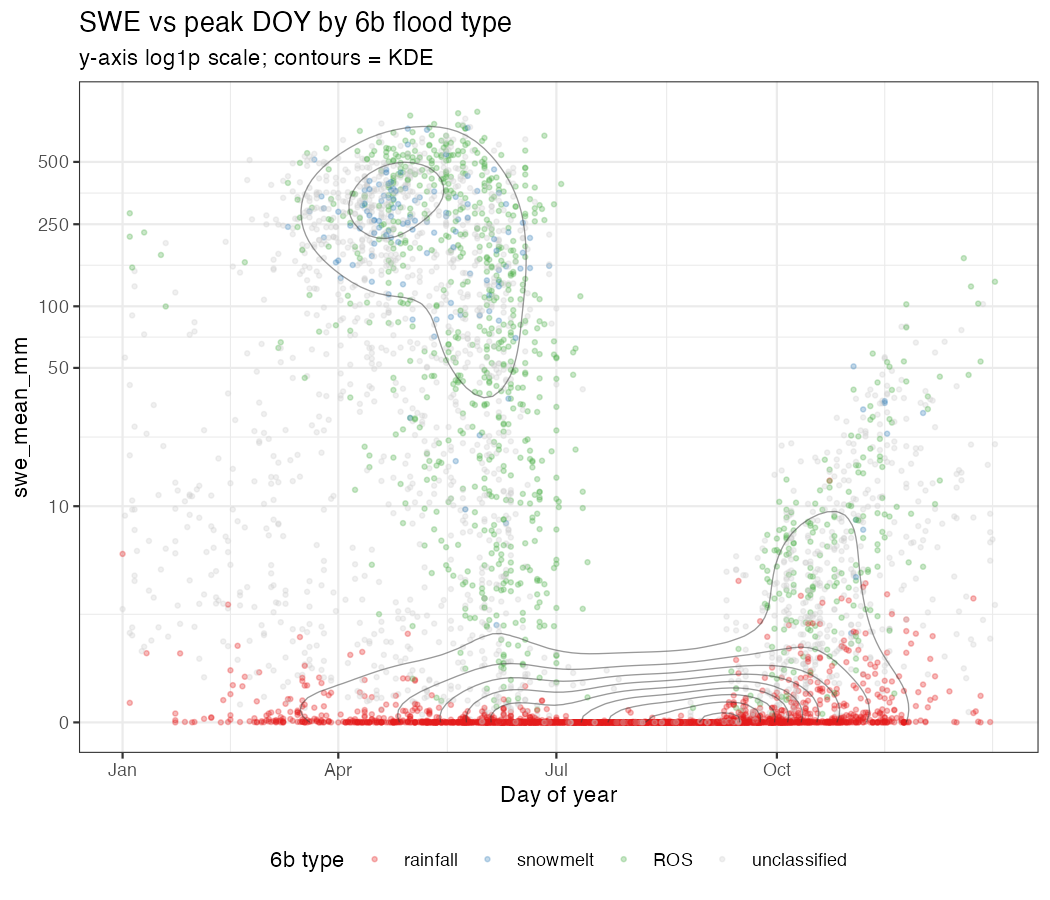 SWE vs peak DOY by 6b flood type
y-axis log1p scale; contours = KDE
swe_mean_mm
500
250
100
50
10
0
Jan Apr Jul Oct
Day of year
6b type rainfall snowmelt ROS unclassified